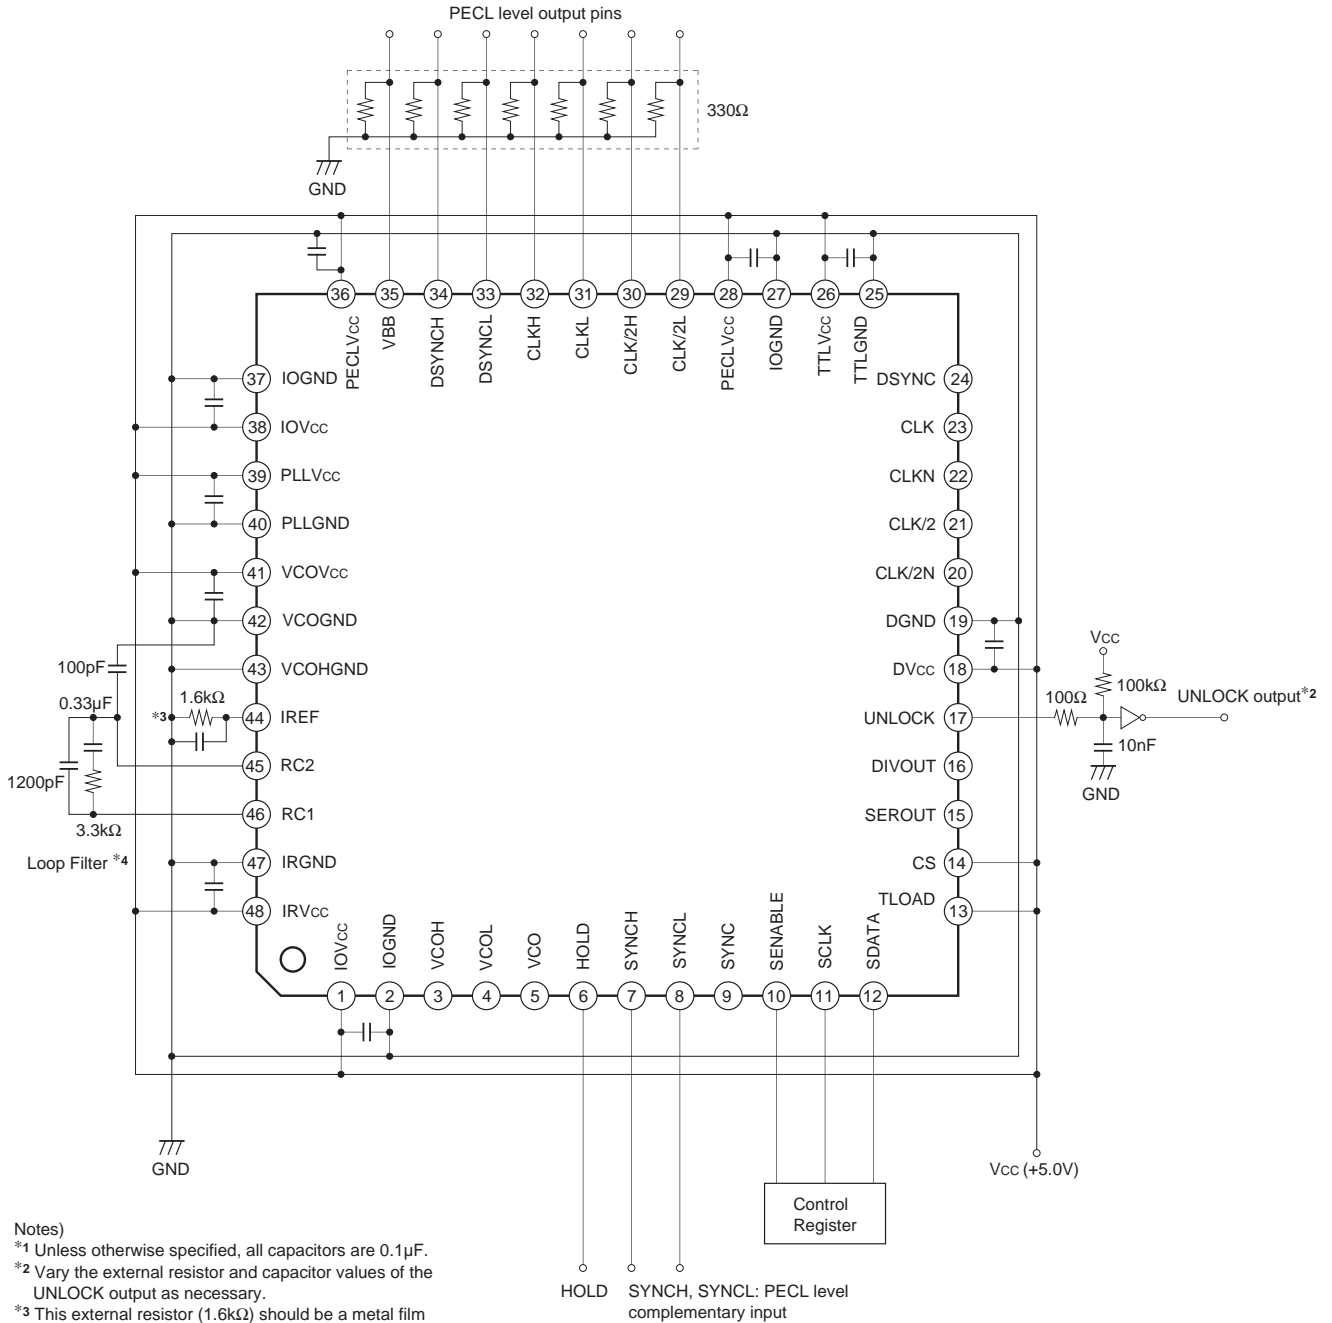 PECL level output pins
330Ω
GND
36 35 34 33 32 31 30 29 28 27 26 25
PECLVCC
VBB
DSYNCH
DSYNCL
CLKH
CLKL
CLK/2H
CLK/2L
PECLVCC
IOGND
TTLVCC
TTLGND
37 IOGND
38 IOVCC
39 PLLVCC
40 PLLGND
41 VCOVCC
42 VCOGND
43 VCOHGND
44 IREF
45 RC2
46 RC1
47 IRGND
48 IRVCC
100pF
0.33µF
*3
1.6kΩ
1200pF
3.3kΩ
Loop Filter *4
DSYNC 24
CLK 23
CLKN 22
CLK/2 21
CLK/2N 20
DGND 19
DVCC 18
UNLOCK 17
DIVOUT 16
SEROUT 15
CS 14
TLOAD 13
VCC
100kΩ
100Ω
UNLOCK output*2
10nF
GND
IOVCC
IOGND
VCOH
VCOL
VCO
HOLD
SYNCH
SYNCL
SYNC
SENABLE
SCLK
SDATA
1 2 3 4 5 6 7 8 9 10 11 12
GND
VCC (+5.0V)
Control
Register
HOLD
SYNCH, SYNCL: PECL level
complementary input
Notes)
*1 Unless otherwise specified, all capacitors are 0.1µF.
*2 Vary the external resistor and capacitor values of the
UNLOCK output as necessary.
*3 This external resistor (1.6kΩ) should be a metal film